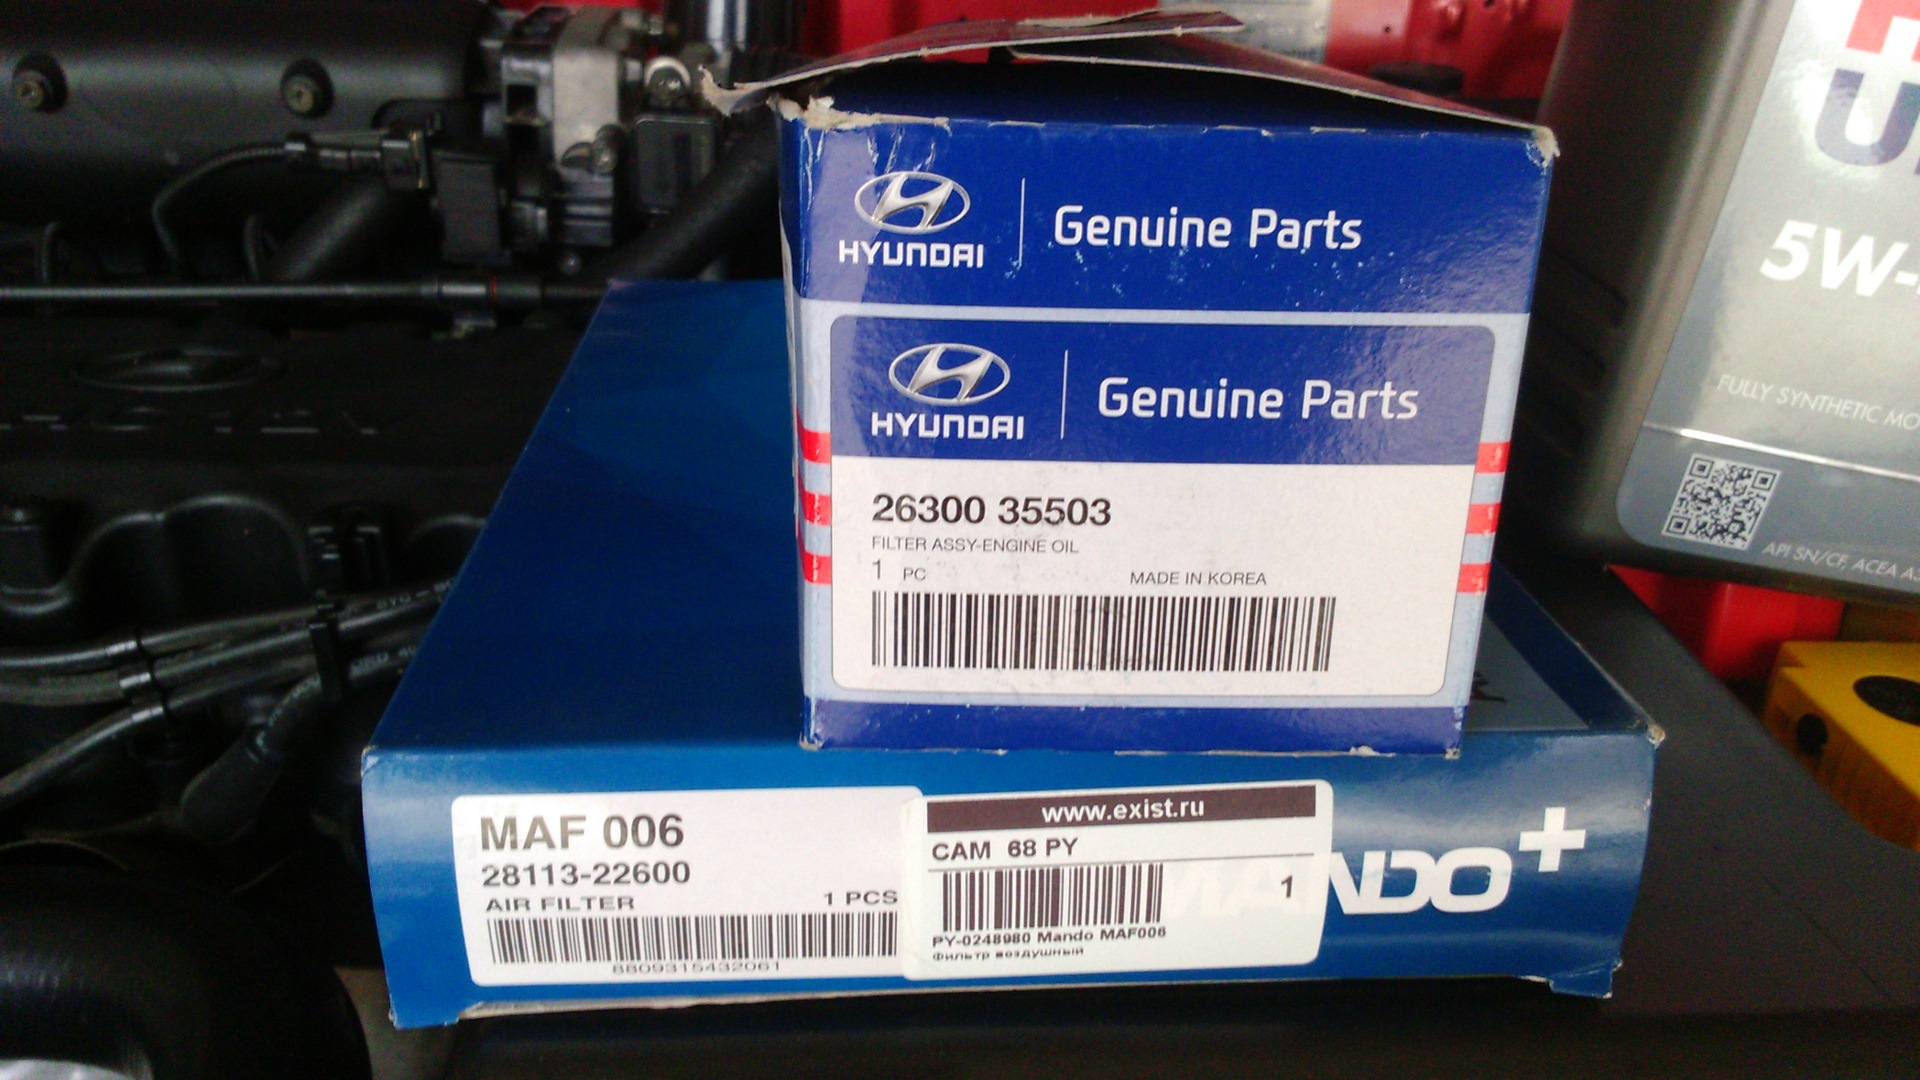 HYUNDAI
Genuine Parts
HYUNDAI
Genuine Parts
26300 35503
FILTER ASSY-ENGINE OIL
1 PC
MADE IN KOREA
MAF 006
28113-22600
AIR FILTER
1 PCS
8809315432061
www.exist.ru
CAM 68 PY
1
PY-0248980 Mando MAF006
Фильтр воздушный
MANDO
5W-
FULLY SYNTHETIC MO
API SN/CF, ACEA A3